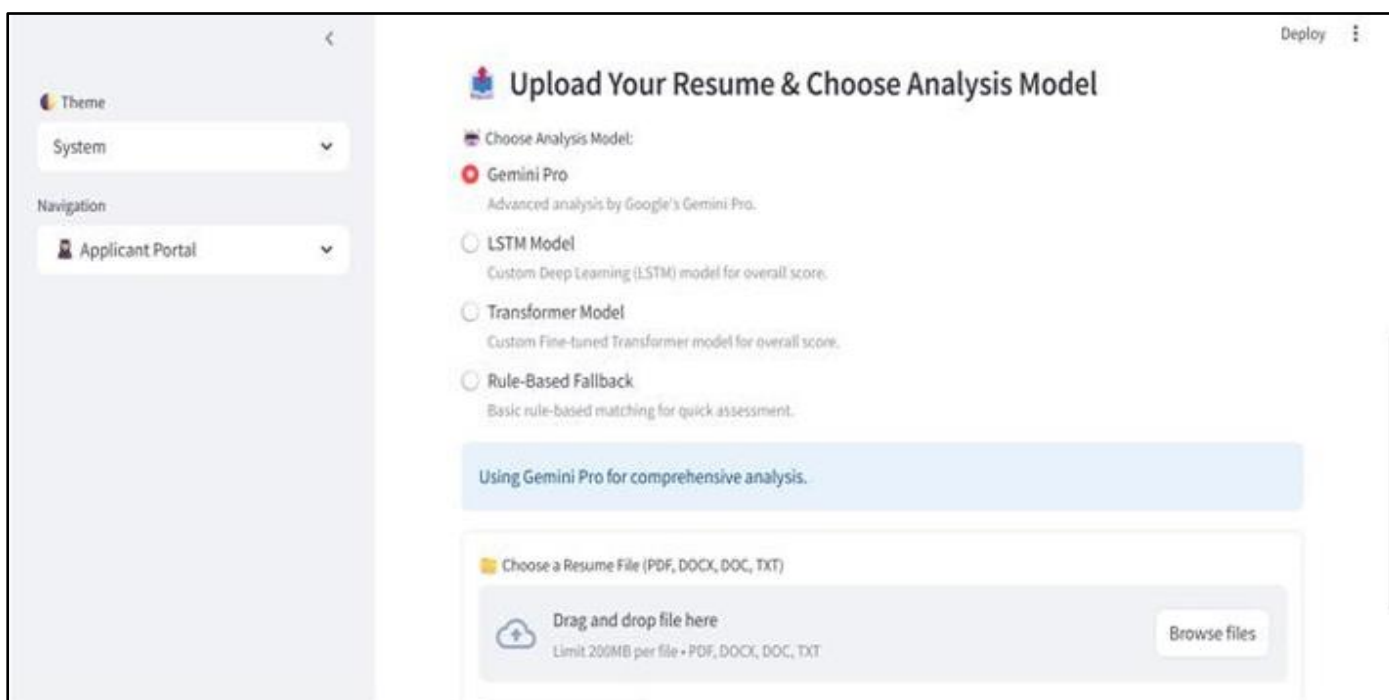 Deploy
Theme
System
Navigation
Applicant Portal
Upload Your Resume & Choose Analysis Model
Choose Analysis Model:
Gemini Pro
Advanced analysis by Google's Gemini Pro.
LSTM Model
Custom Deep Learning (LSTM) model for overall score.
Transformer Model
Custom Fine-tuned Transformer model for overall score.
Rule-Based Fallback
Basic rule-based matching for quick assessment.
Using Gemini Pro for comprehensive analysis.
Choose a Resume File (PDF, DOCX, DOC, TXT)
Drag and drop file here
Limit 200MB per file • PDF, DOCX, DOC, TXT
Browse files